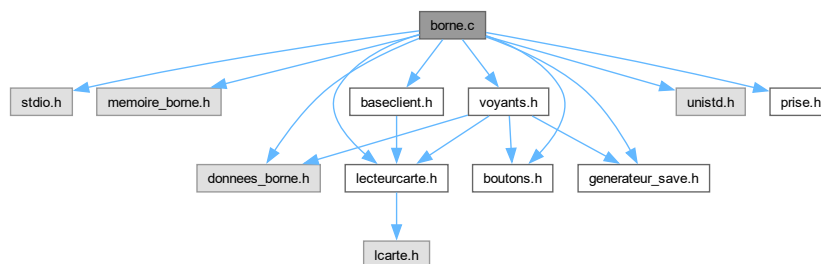 borne.c
stdio.h
memoire_borne.h
baseclient.h
voyants.h
unistd.h
prise.h
donnees_borne.h
lecteurcarte.h
boutons.h
generateur_save.h
lcarte.h